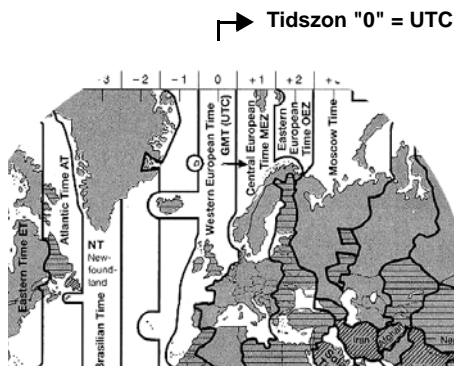 Tidszon "0" = UTC
-3 -2 -1 0 +1 +2
Eastern Time ET
Atlantic Time AT
NT
New-
found-
land
Brasilian Time
Western European Time
GMT (UTC)
Central European
Time MEZ
Eastern
European
Time OEZ
Moscow Time
Iran